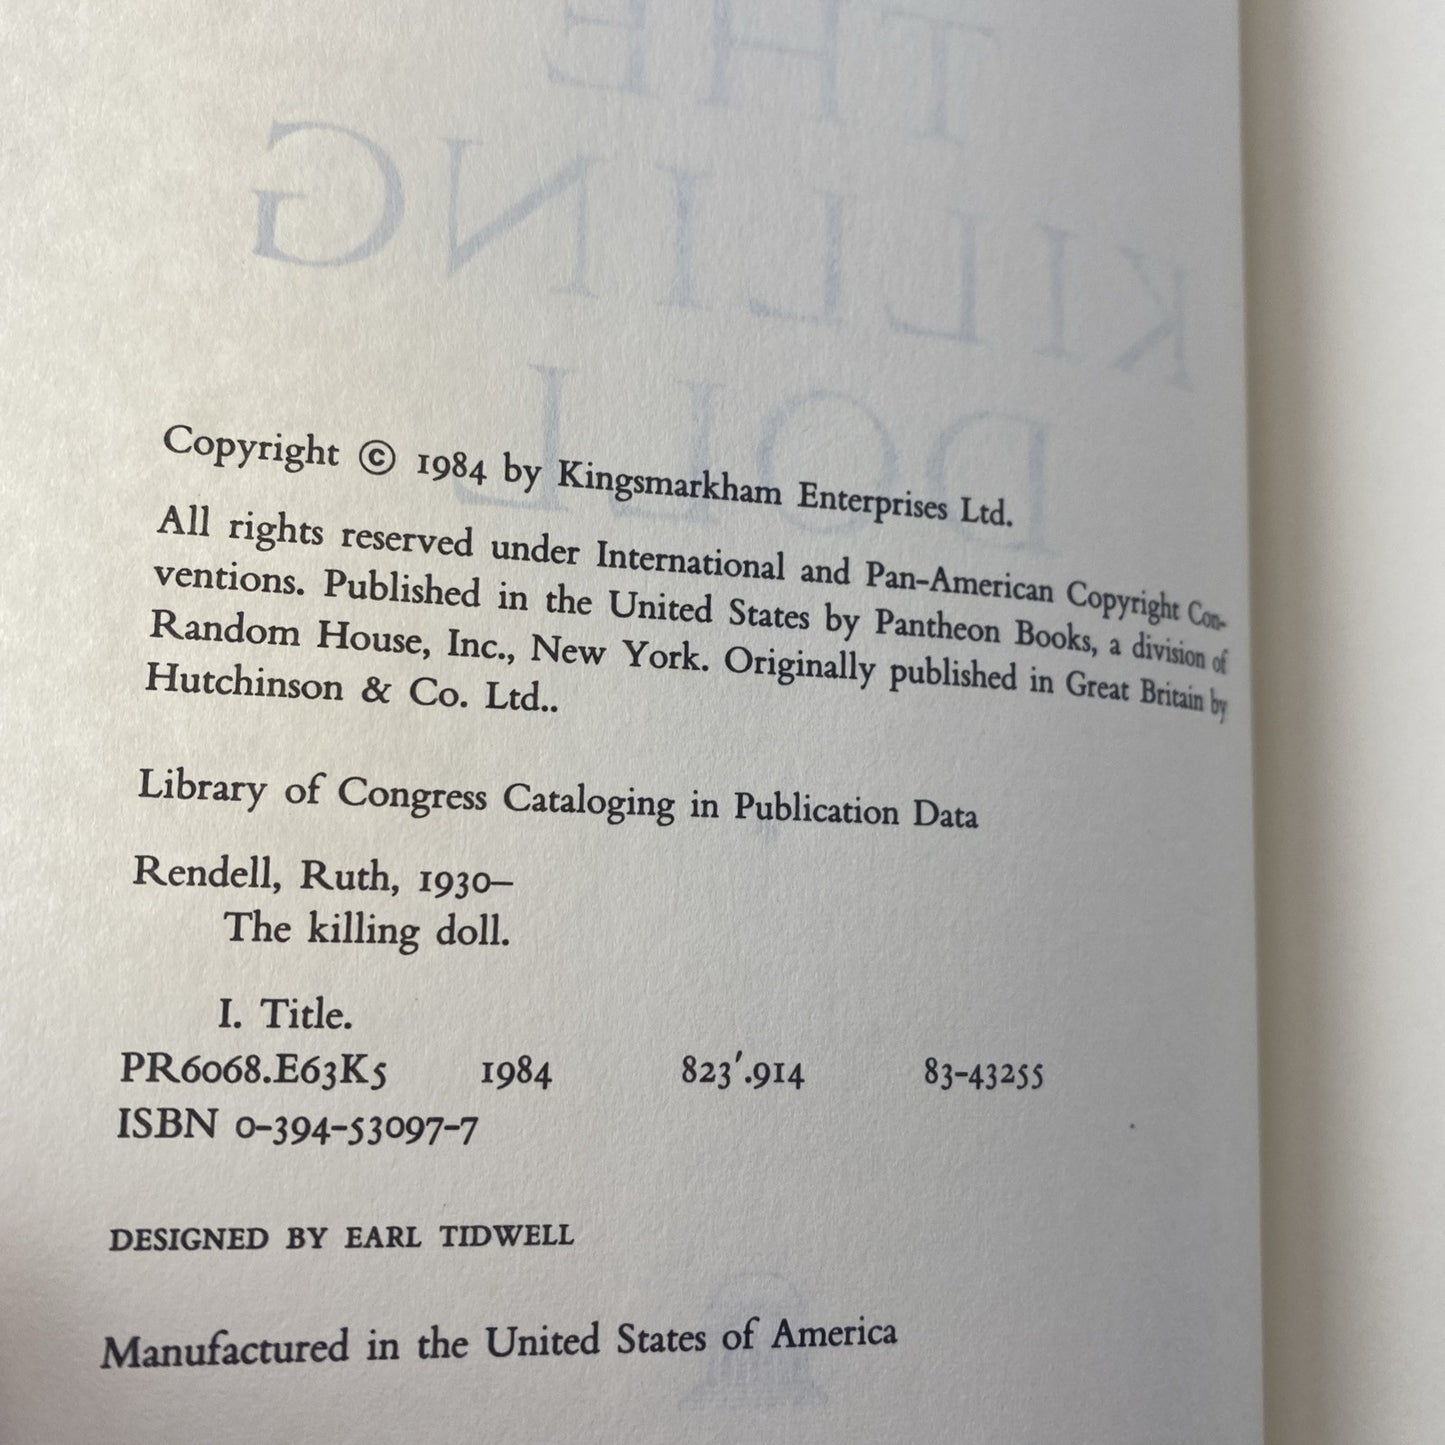 THE
KILLING
DOLL
Copyright © 1984 by Kingsmarkham Enterprises Ltd.
All rights reserved under International and Pan-American Copyright Con-
ventions. Published in the United States by Pantheon Books, a division of
Random House, Inc., New York. Originally published in Great Britain by
Hutchinson & Co. Ltd..
Library of Congress Cataloging in Publication Data
Rendell, Ruth, 1930–
The killing doll.
I. Title.
PR6068.E63K5 1984 823′.914 83-43255
ISBN 0-394-53097-7
DESIGNED BY EARL TIDWELL
Manufactured in the United States of America